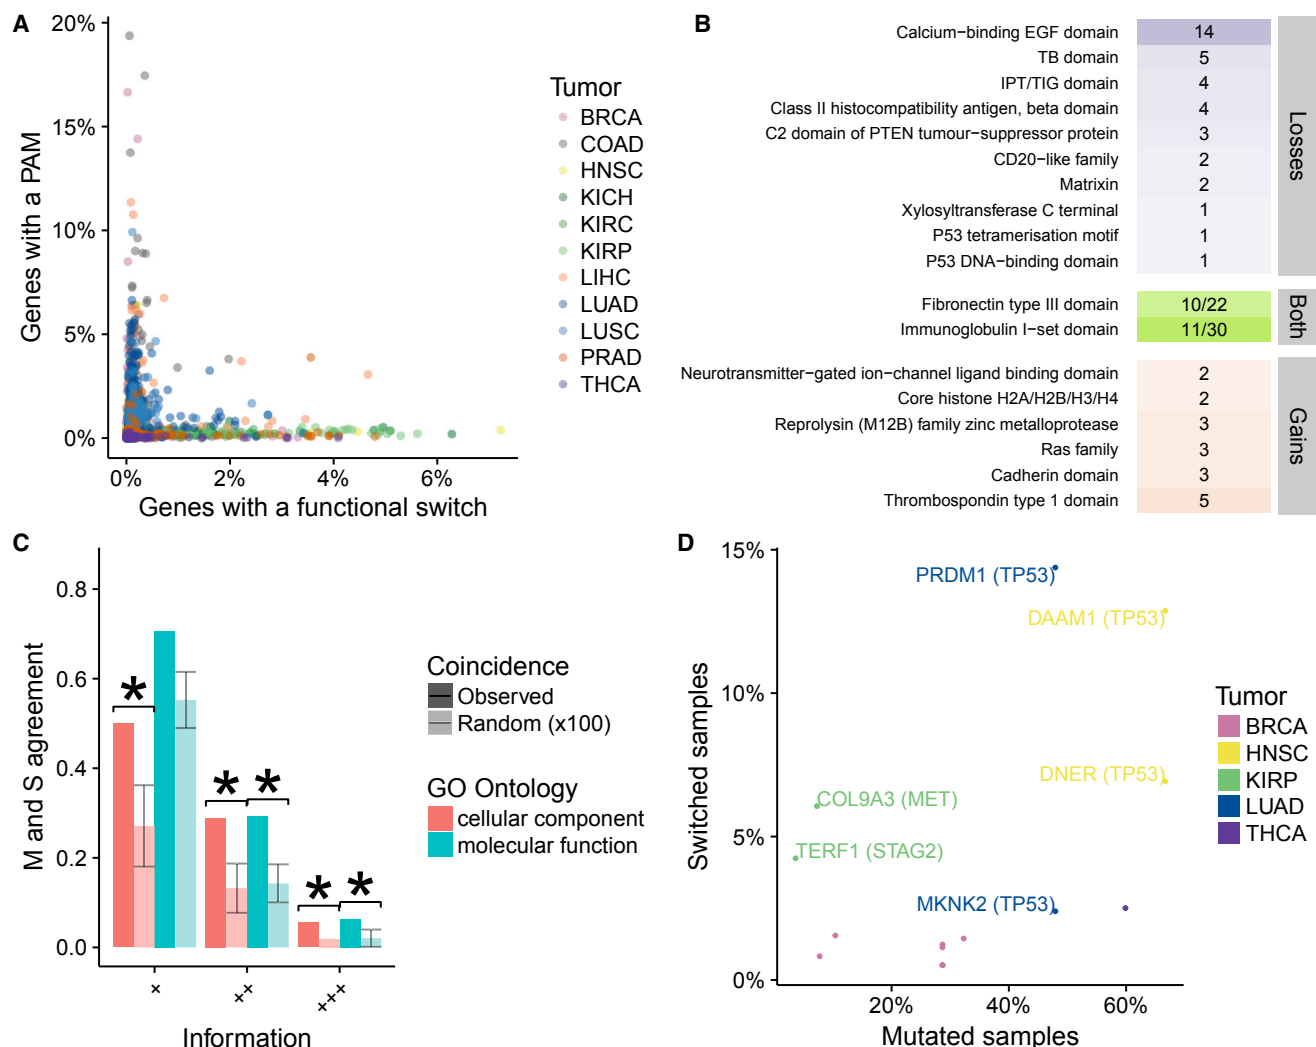 A
20%
15%
10%
5%
0%
Genes with a PAM
0% 2% 4% 6%
Genes with a functional switch
Tumor
BRCA
COAD
HNSC
KICH
KIRC
KIRP
LIHC
LUAD
LUSC
PRAD
THCA
B
Calcium−binding EGF domain 14
TB domain 5
IPT/TIG domain 4
Class II histocompatibility antigen, beta domain 4
C2 domain of PTEN tumour−suppressor protein 3
CD20−like family 2
Matrixin 2
Xylosyltransferase C terminal 1
P53 tetramerisation motif 1
P53 DNA−binding domain 1
Losses
Fibronectin type III domain 10/22
Immunoglobulin I−set domain 11/30
Both
Neurotransmitter−gated ion−channel ligand binding domain 2
Core histone H2A/H2B/H3/H4 2
Reprolysin (M12B) family zinc metalloprotease 3
Ras family 3
Cadherin domain 3
Thrombospondin type 1 domain 5
Gains
C
0.8
0.6
0.4
0.2
0.0
M and S agreement
* * * * *
+ ++ +++
Information
Coincidence
Observed
Random (x100)
GO Ontology
cellular component
molecular function
D
15%
10%
5%
0%
Switched samples
PRDM1 (TP53)
DAAM1 (TP53)
DNER (TP53)
COL9A3 (MET)
TERF1 (STAG2)
MKNK2 (TP53)
20% 40% 60%
Mutated samples
Tumor
BRCA
HNSC
KIRP
LUAD
THCA